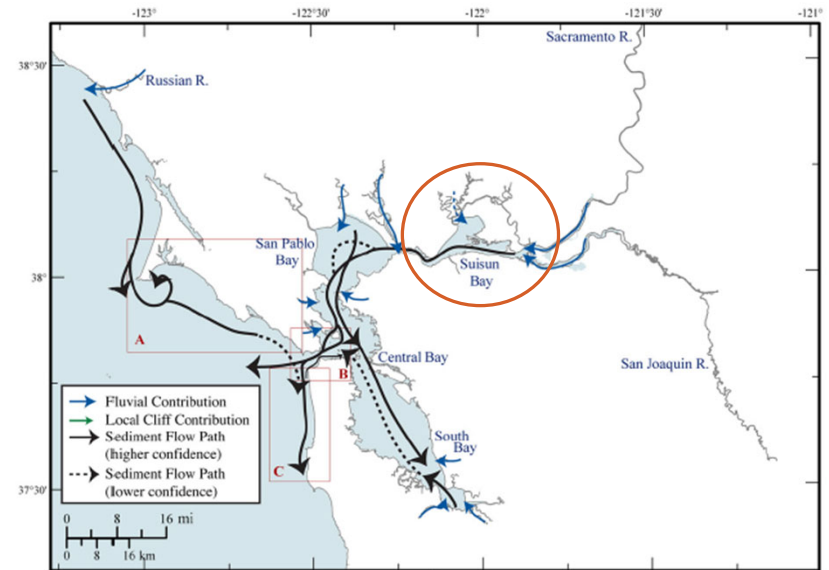 -123°
-122°30'
-122°
-121°30'
-121°
Sacramento R.
38°30'
Russian R.
San Pablo
Bay
Suisun
Bay
38°
A
San Joaquin R.
Central Bay
B
Fluvial Contribution
Local Cliff Contribution
Sediment Flow Path
(higher confidence)
Sediment Flow Path
(lower confidence)
South
Bay
C
37°30'
0 8 16 mi
0 8 16 km